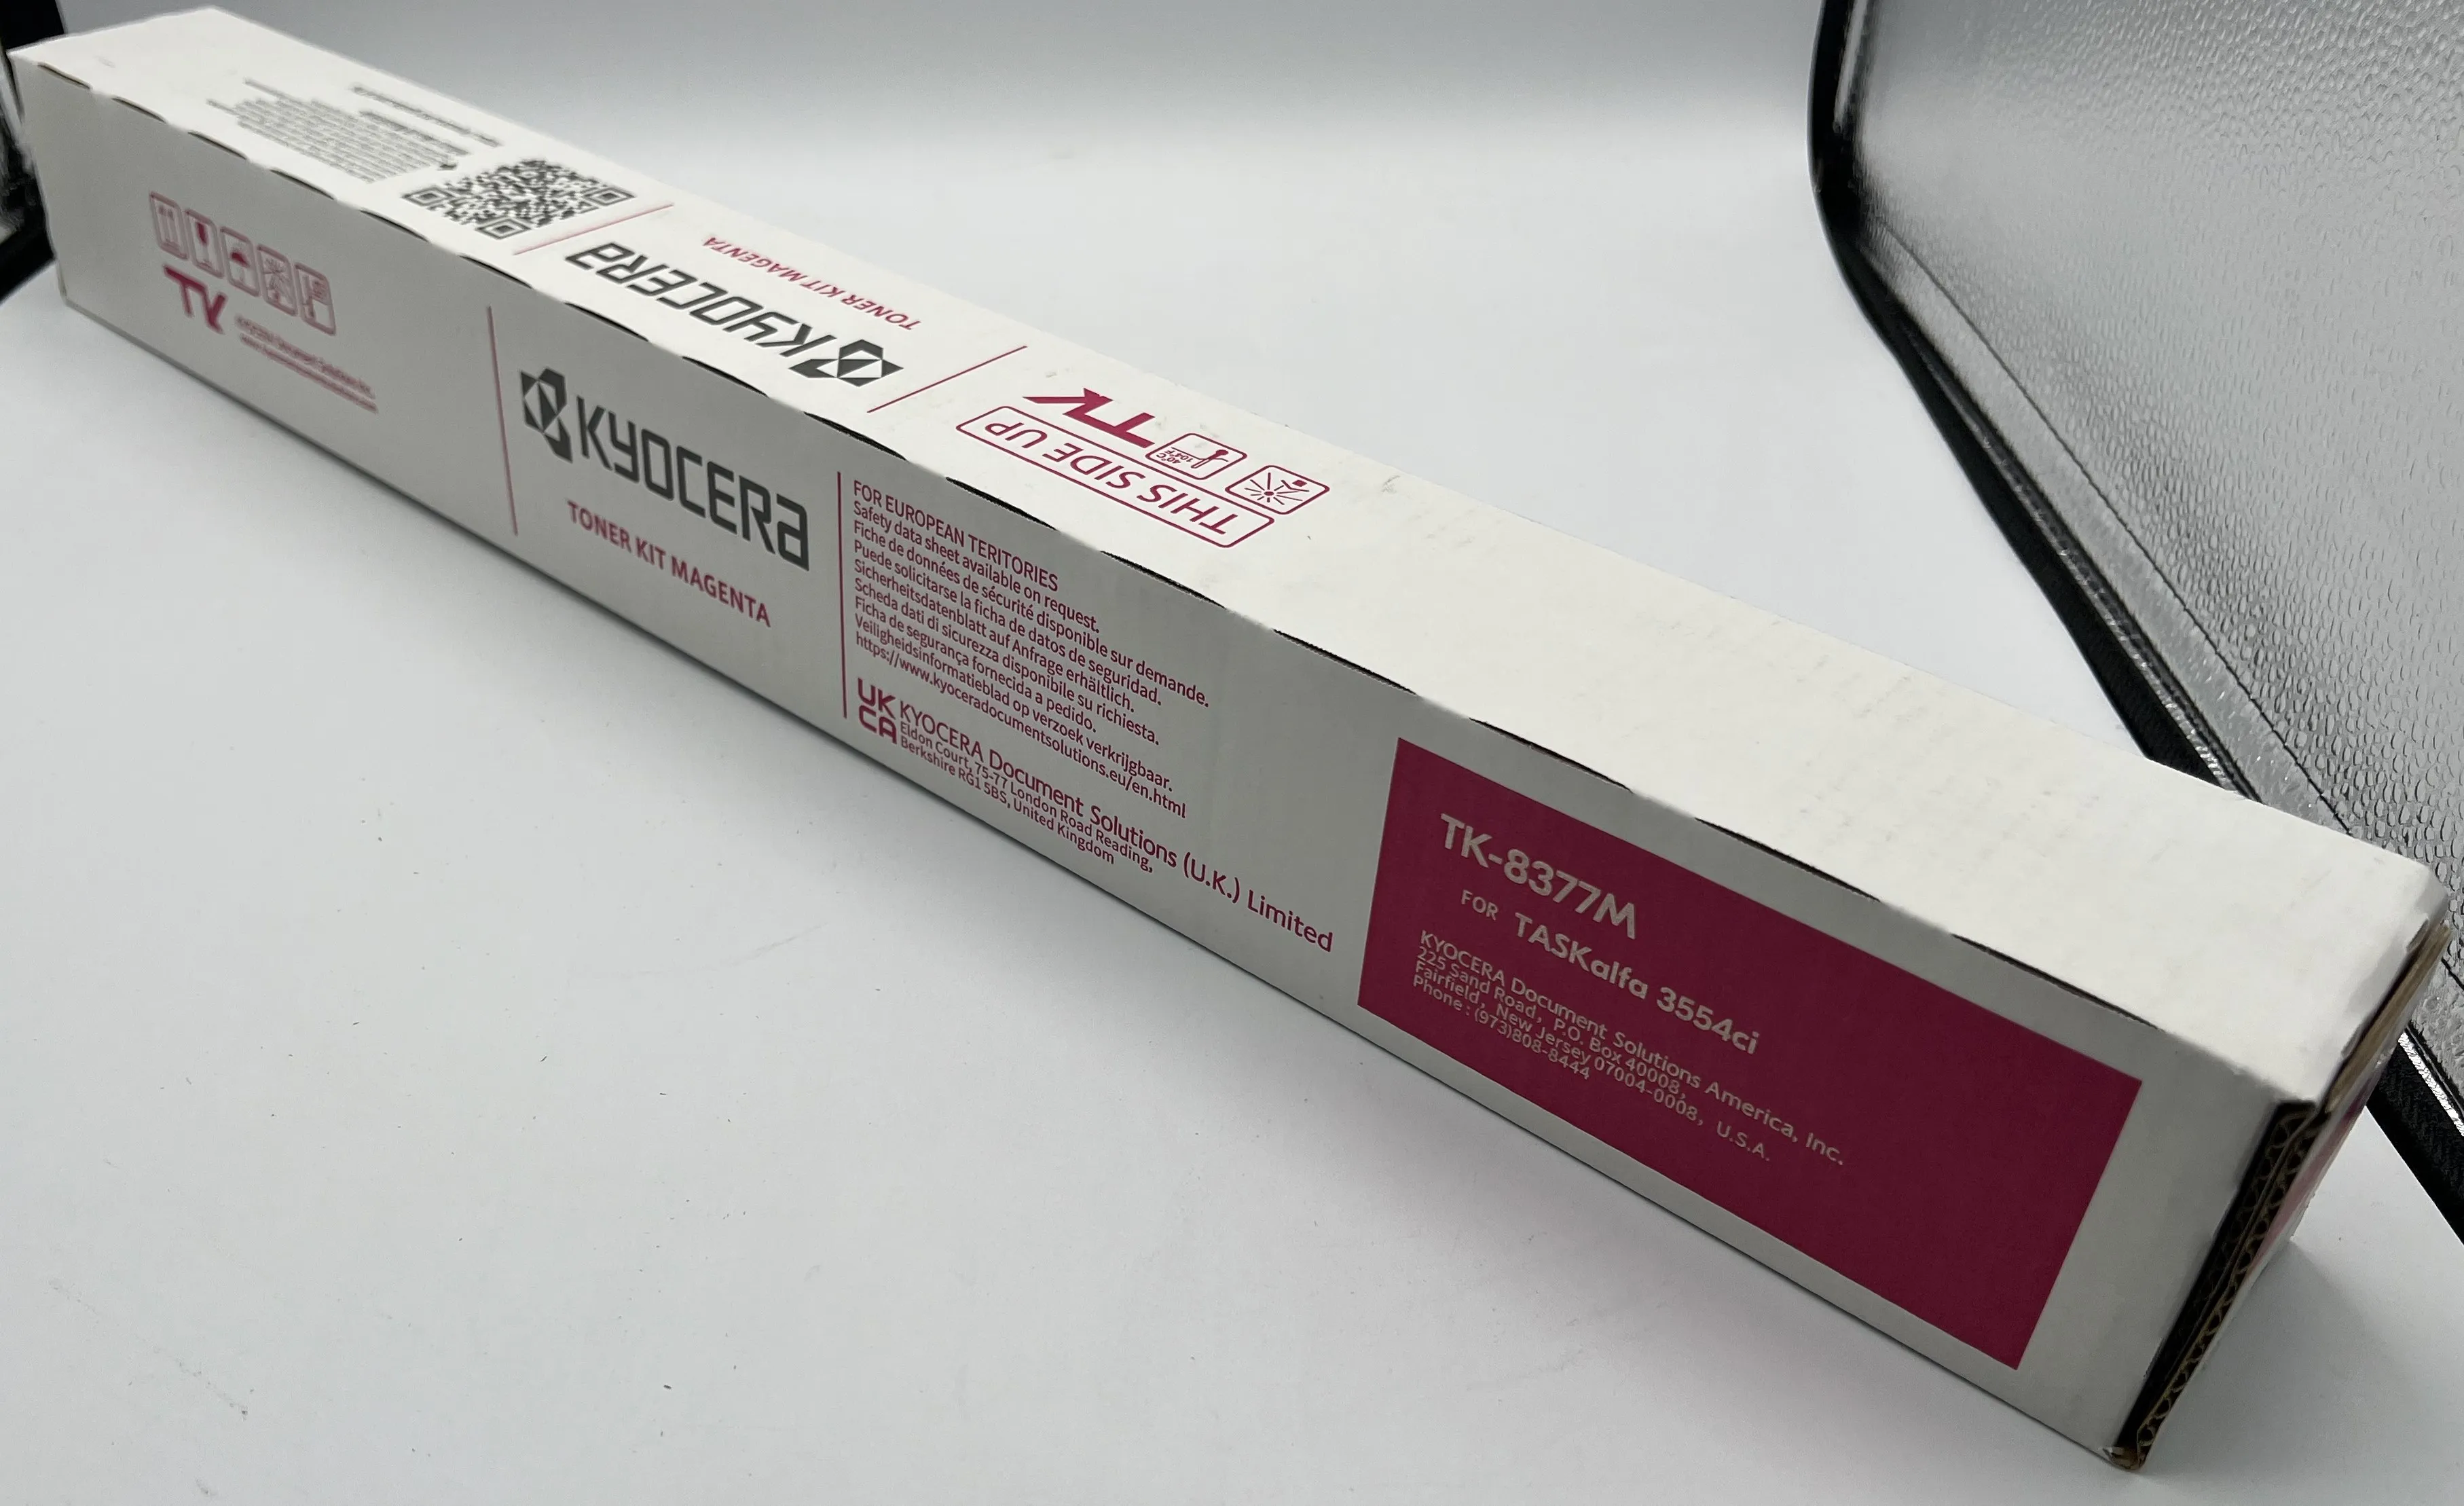 KYOCERA
TONER KIT MAGENTA
THIS SIDE UP
TK
40°C
104°F
TK
KYOCERA
TONER KIT MAGENTA
FOR EUROPEAN TERITORIES
Safety data sheet available on request.
Fiche de données de sécurité disponible sur demande.
Puede solicitarse la ficha de datos de seguridad.
Sicherheitsdatenblatt auf Anfrage erhältlich.
Scheda dati di sicurezza disponibile su richiesta.
Ficha de segurança fornecida a pedido.
Veiligheidsinformatieblad op verzoek verkrijgbaar.
https://www.kyoceradocumentsolutions.eu/en.html
UK
CA
KYOCERA Document Solutions (U.K.) Limited
Eldon Court, 75-77 London Road Reading,
Berkshire RG1 5BS, United Kingdom
TK-8377M
FOR TASKalfa 3554ci
KYOCERA Document Solutions America, Inc.
225 Sand Road, P.O. Box 40008,
Fairfield, New Jersey 07004-0008, U.S.A.
Phone : (973)808-8444